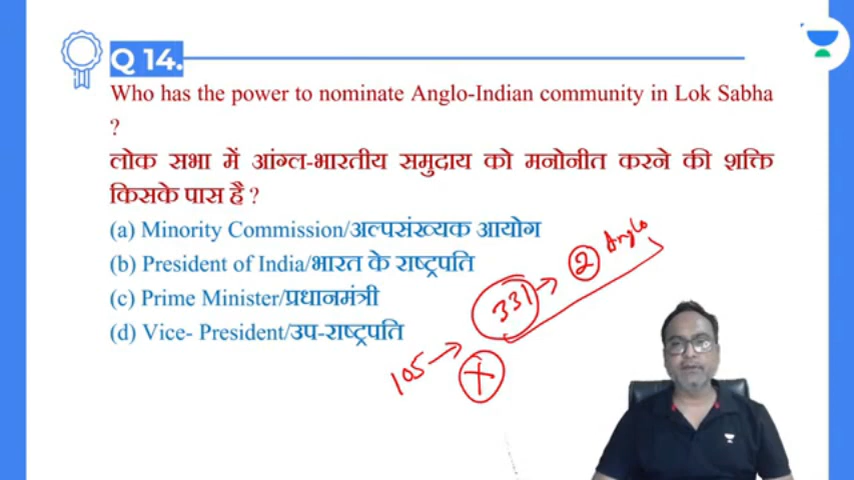 Q 14.
Who has the power to nominate Anglo-Indian community in Lok Sabha
?
लोक सभा में आंग्ल-भारतीय समुदाय को मनोनीत करने की शक्ति
किसके पास है ?
(a) Minority Commission/अल्पसंख्यक आयोग
(b) President of India/भारत के राष्ट्रपति
(c) Prime Minister/प्रधानमंत्री
(d) Vice- President/उप-राष्ट्रपति
331 → 2 Anglo
105 → X